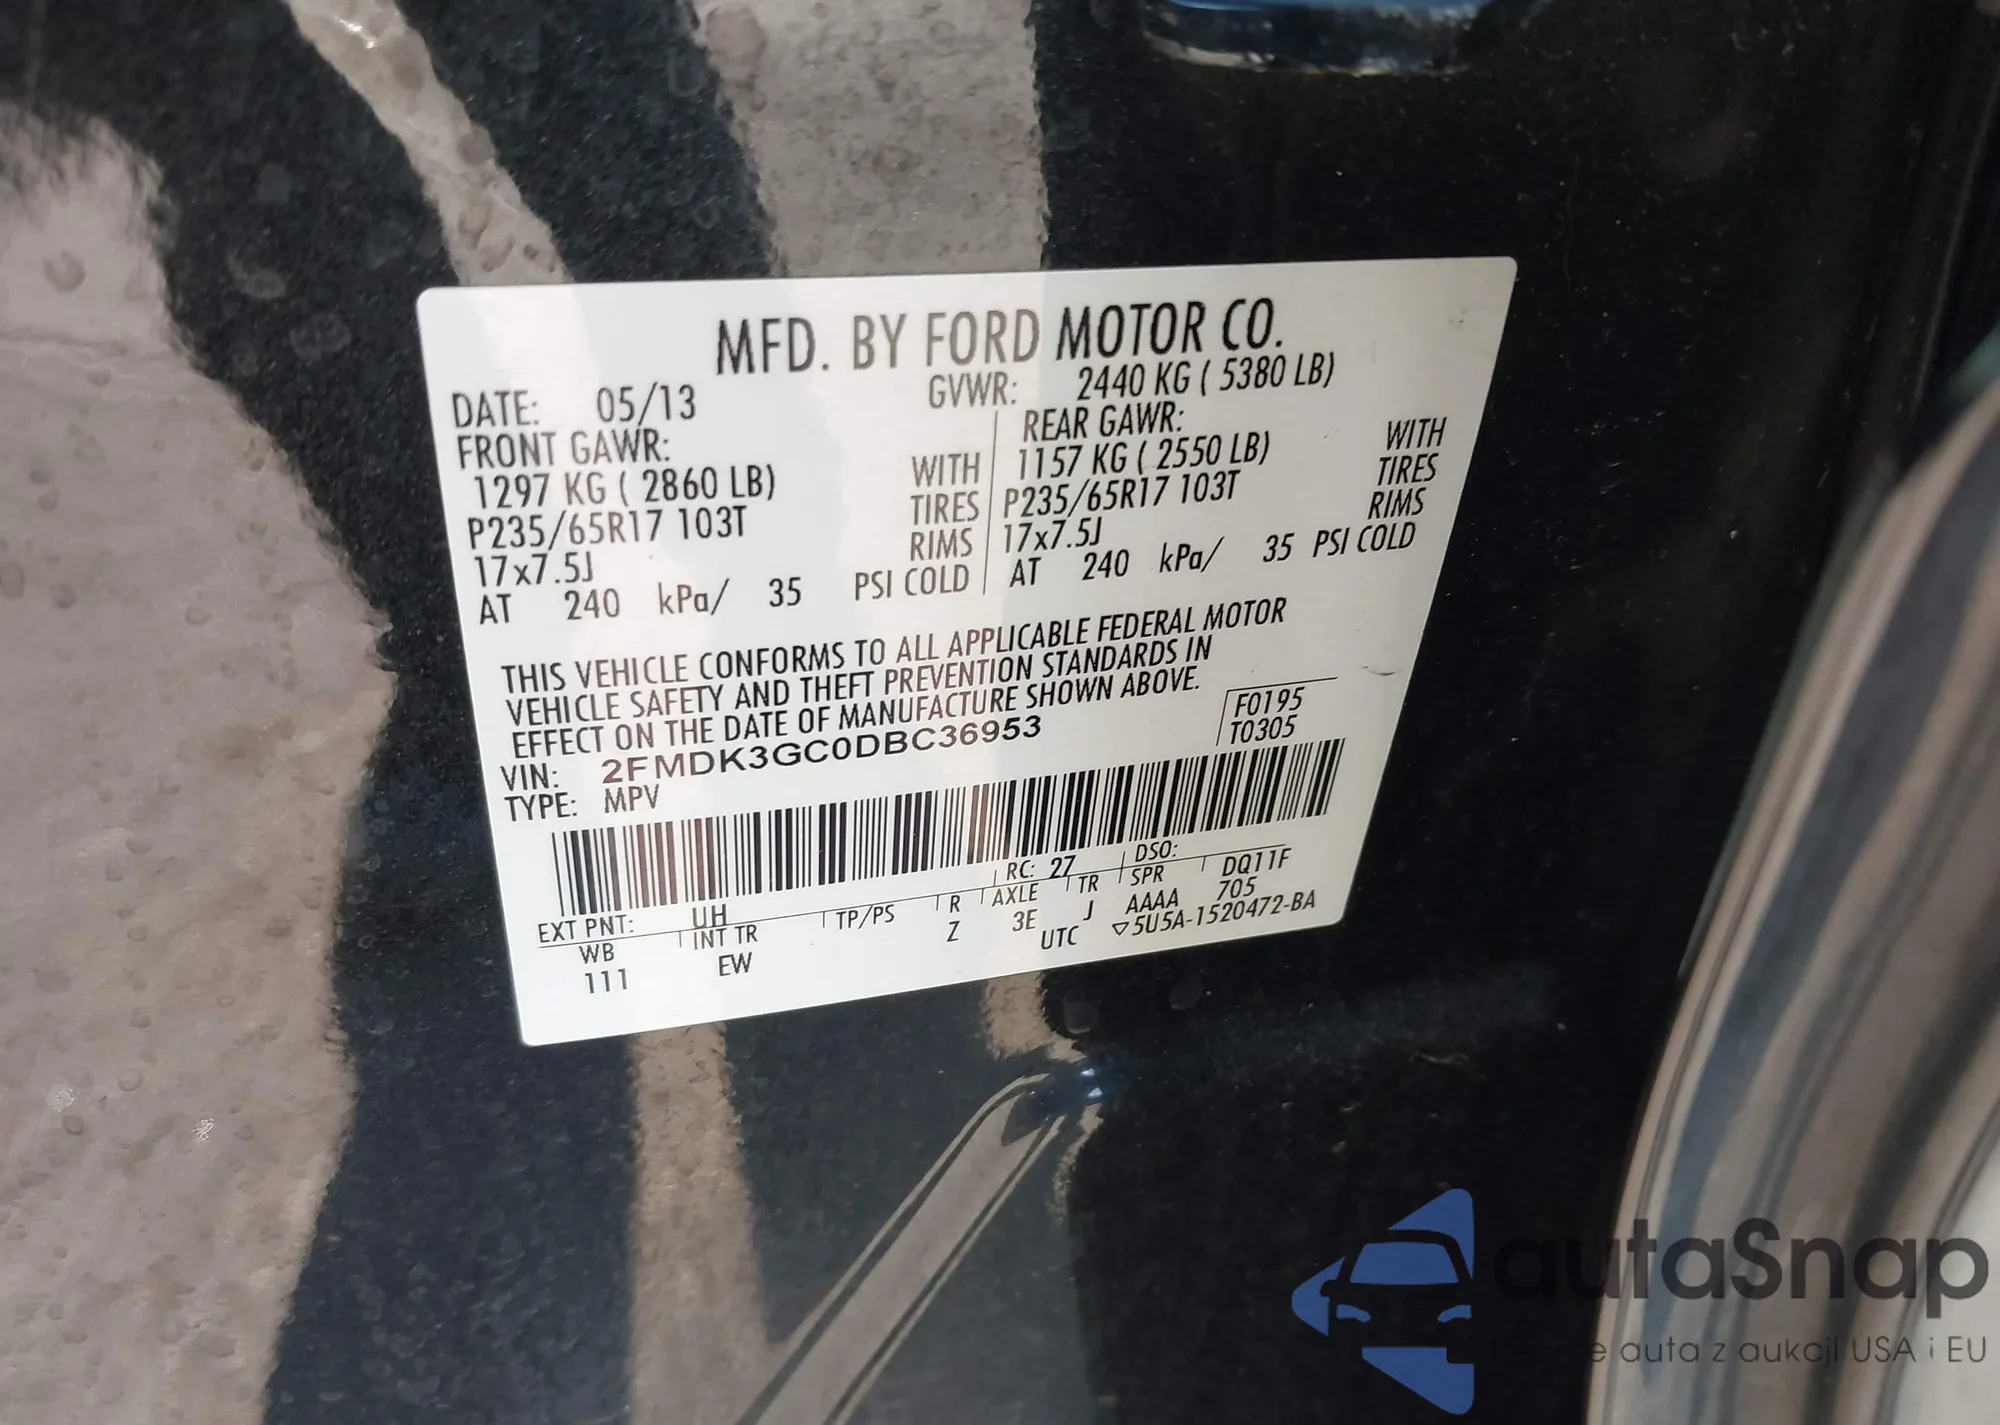 MFD. BY FORD MOTOR CO.
DATE: 05/13 GVWR: 2440 KG ( 5380 LB)
FRONT GAWR: REAR GAWR:
1297 KG ( 2860 LB) WITH 1157 KG ( 2550 LB) WITH
P235/65R17 103T TIRES P235/65R17 103T TIRES
17x7.5J RIMS 17x7.5J RIMS
AT 240 kPa/ 35 PSI COLD AT 240 kPa/ 35 PSI COLD
THIS VEHICLE CONFORMS TO ALL APPLICABLE FEDERAL MOTOR
VEHICLE SAFETY AND THEFT PREVENTION STANDARDS IN
EFFECT ON THE DATE OF MANUFACTURE SHOWN ABOVE.
VIN: 2FMDK3GC0DBC36953 F0195
TYPE: MPV T0305
EXT PNT: UH RC: 27 DSO:
WB INT TR TP/PS R AXLE TR SPR DQ11F
111 EW Z 3E J AAAA 705
UTC ▽5U5A-1520472-BA
autaSnap
auta z aukcji USA i EU